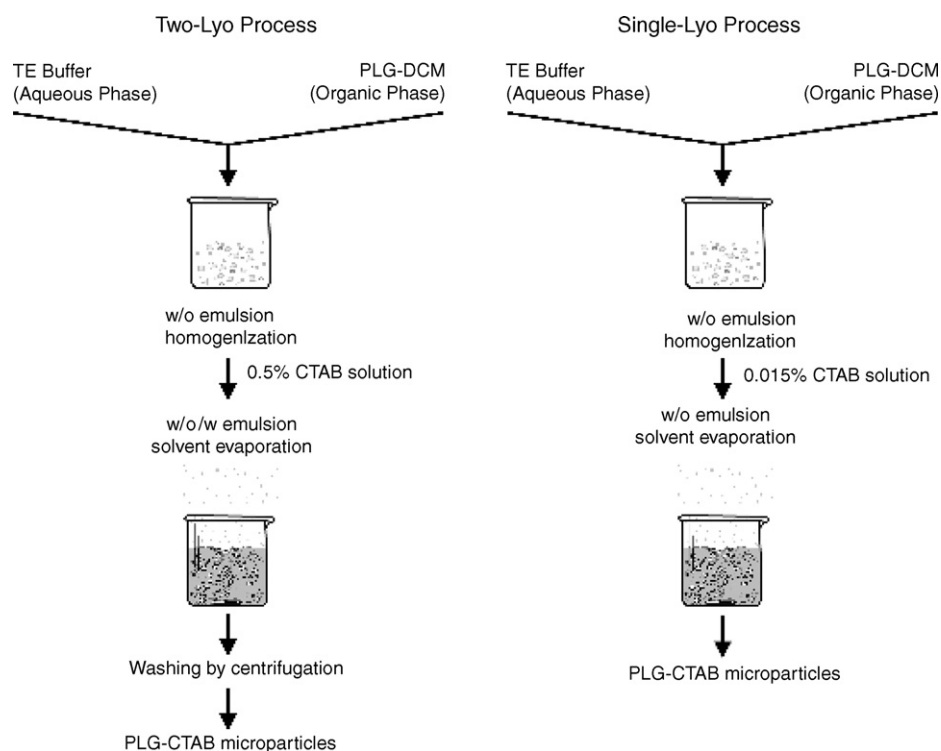 Two-Lyo Process
TE Buffer
(Aqueous Phase)
PLG-DCM
(Organic Phase)
w/o emulsion
homogenIzation
0.5% CTAB solution
w/o/w emulsion
solvent evaporation
Washing by centrifugation
PLG-CTAB microparticles
Single-Lyo Process
TE Buffer
(Aqueous Phase)
PLG-DCM
(Organic Phase)
w/o emulsion
homogenIzation
0.015% CTAB solution
w/o emulsion
solvent evaporation
PLG-CTAB microparticles